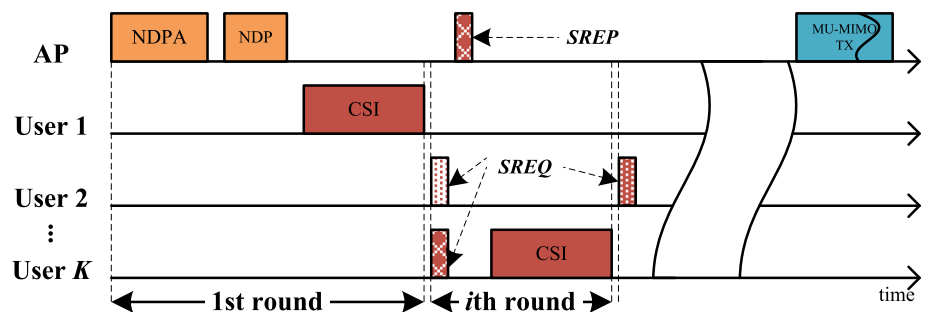 NDPA
NDP
SREP
MU-MIMO
TX
AP
CSI
User 1
SREQ
User 2
⋮
CSI
User K
time
1st round
ith round